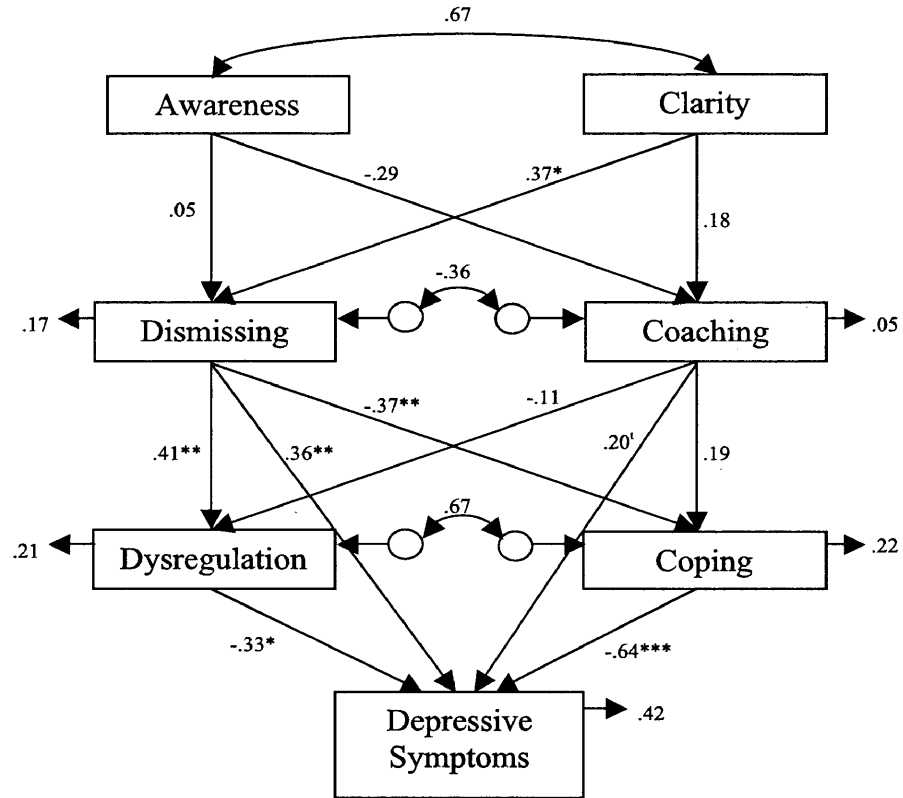 .67
Awareness
Clarity
-.29
.37*
.05
.18
-.36
.17
Dismissing
Coaching
.05
-.37**
-.11
.41**
.36**
.20ᵗ
.19
.67
.21
Dysregulation
Coping
.22
-.33*
-.64***
Depressive
Symptoms
.42